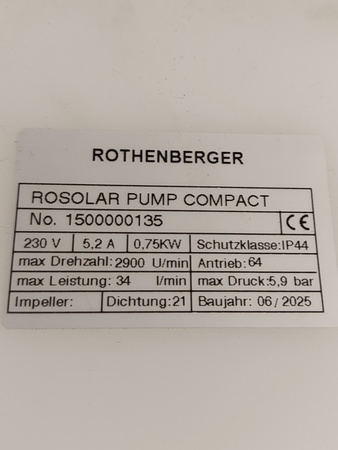 ROTHENBERGER
ROSOLAR PUMP COMPACT
No. 1500000135 CE
230 V 5,2 A 0,75KW Schutzklasse:IP44
max Drehzahl: 2900 U/min Antrieb: 64
max Leistung: 34 l/min max Druck:5,9 bar
Impeller: Dichtung:21 Baujahr: 06/2025